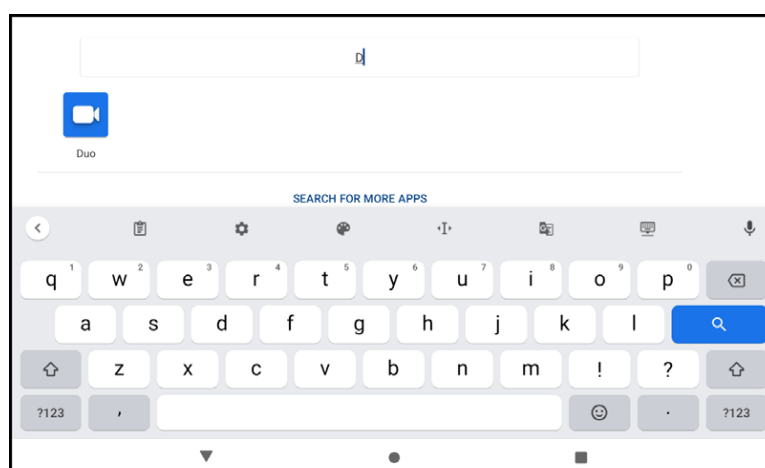 D
Duo
SEARCH FOR MORE APPS
q 1 w 2 e 3 r 4 t 5 y 6 u 7 i 8 o 9 p 0
a s d f g h j k l
z x c v b n m ! ?
?123 , . ?123